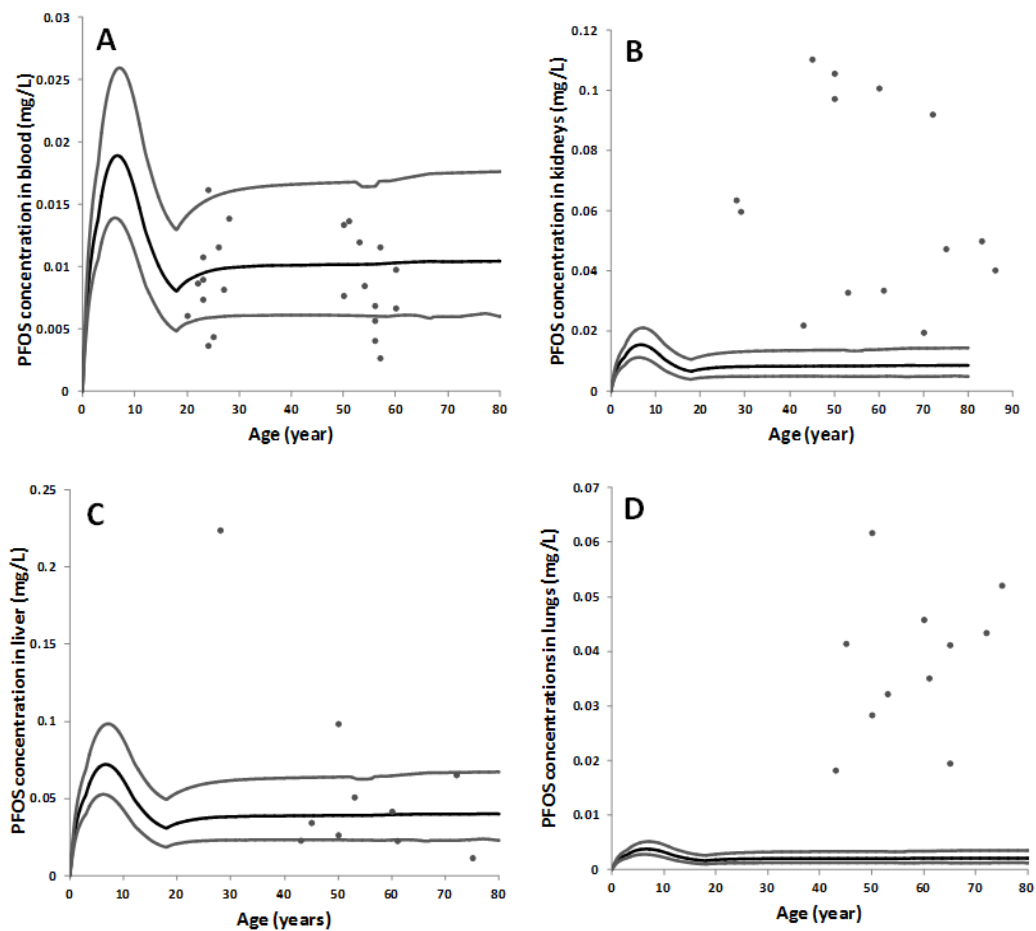 A
PFOS concentration in blood (mg/L)
0.03
0.025
0.02
0.015
0.01
0.005
0
0 10 20 30 40 50 60 70 80
Age (year)
B
PFOS concentration in kidneys (mg/L)
0.12
0.1
0.08
0.06
0.04
0.02
0
0 10 20 30 40 50 60 70 80 90
Age (year)
C
PFOS concentration in liver (mg/L)
0.25
0.2
0.15
0.1
0.05
0
0 10 20 30 40 50 60 70 80
Age (years)
D
PFOS concentrations in lungs (mg/L)
0.07
0.06
0.05
0.04
0.03
0.02
0.01
0
0 10 20 30 40 50 60 70 80
Age (year)